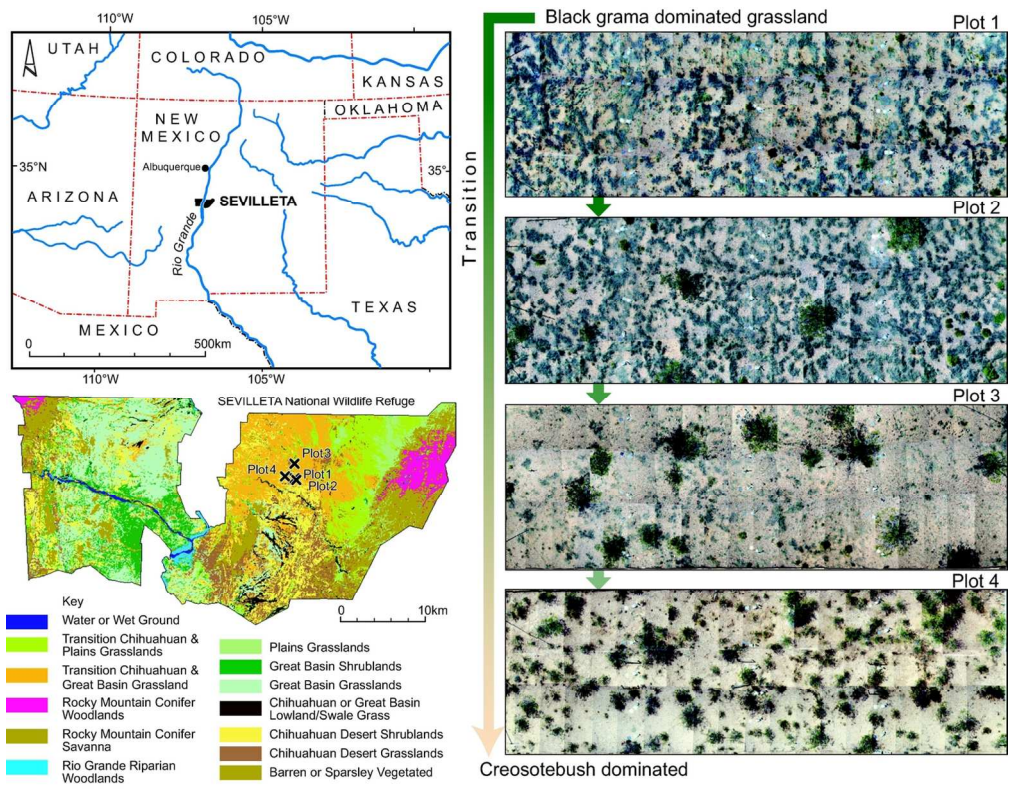 110°W
105°W
UTAH
COLORADO
KANSAS
OKLAHOMA
NEW
MEXICO
Albuquerque
35°N
35°
ARIZONA
SEVILLETA
Rio Grande
TEXAS
MEXICO
0
500km
110°W
105°W
SEVILLETA National Wildlife Refuge
Plot3
Plot4
Plot1
Plot2
0
10km
Key
Water or Wet Ground
Transition Chihuahuan &
Plains Grasslands
Transition Chihuahuan &
Great Basin Grassland
Rocky Mountain Conifer
Woodlands
Rocky Mountain Conifer
Savanna
Rio Grande Riparian
Woodlands
Plains Grasslands
Great Basin Shrublands
Great Basin Grasslands
Chihuahuan or Great Basin
Lowland/Swale Grass
Chihuahuan Desert Shrublands
Chihuahuan Desert Grasslands
Barren or Sparsley Vegetated
Black grama dominated grassland
Plot 1
Transition
Plot 2
Plot 3
Plot 4
Creosotebush dominated